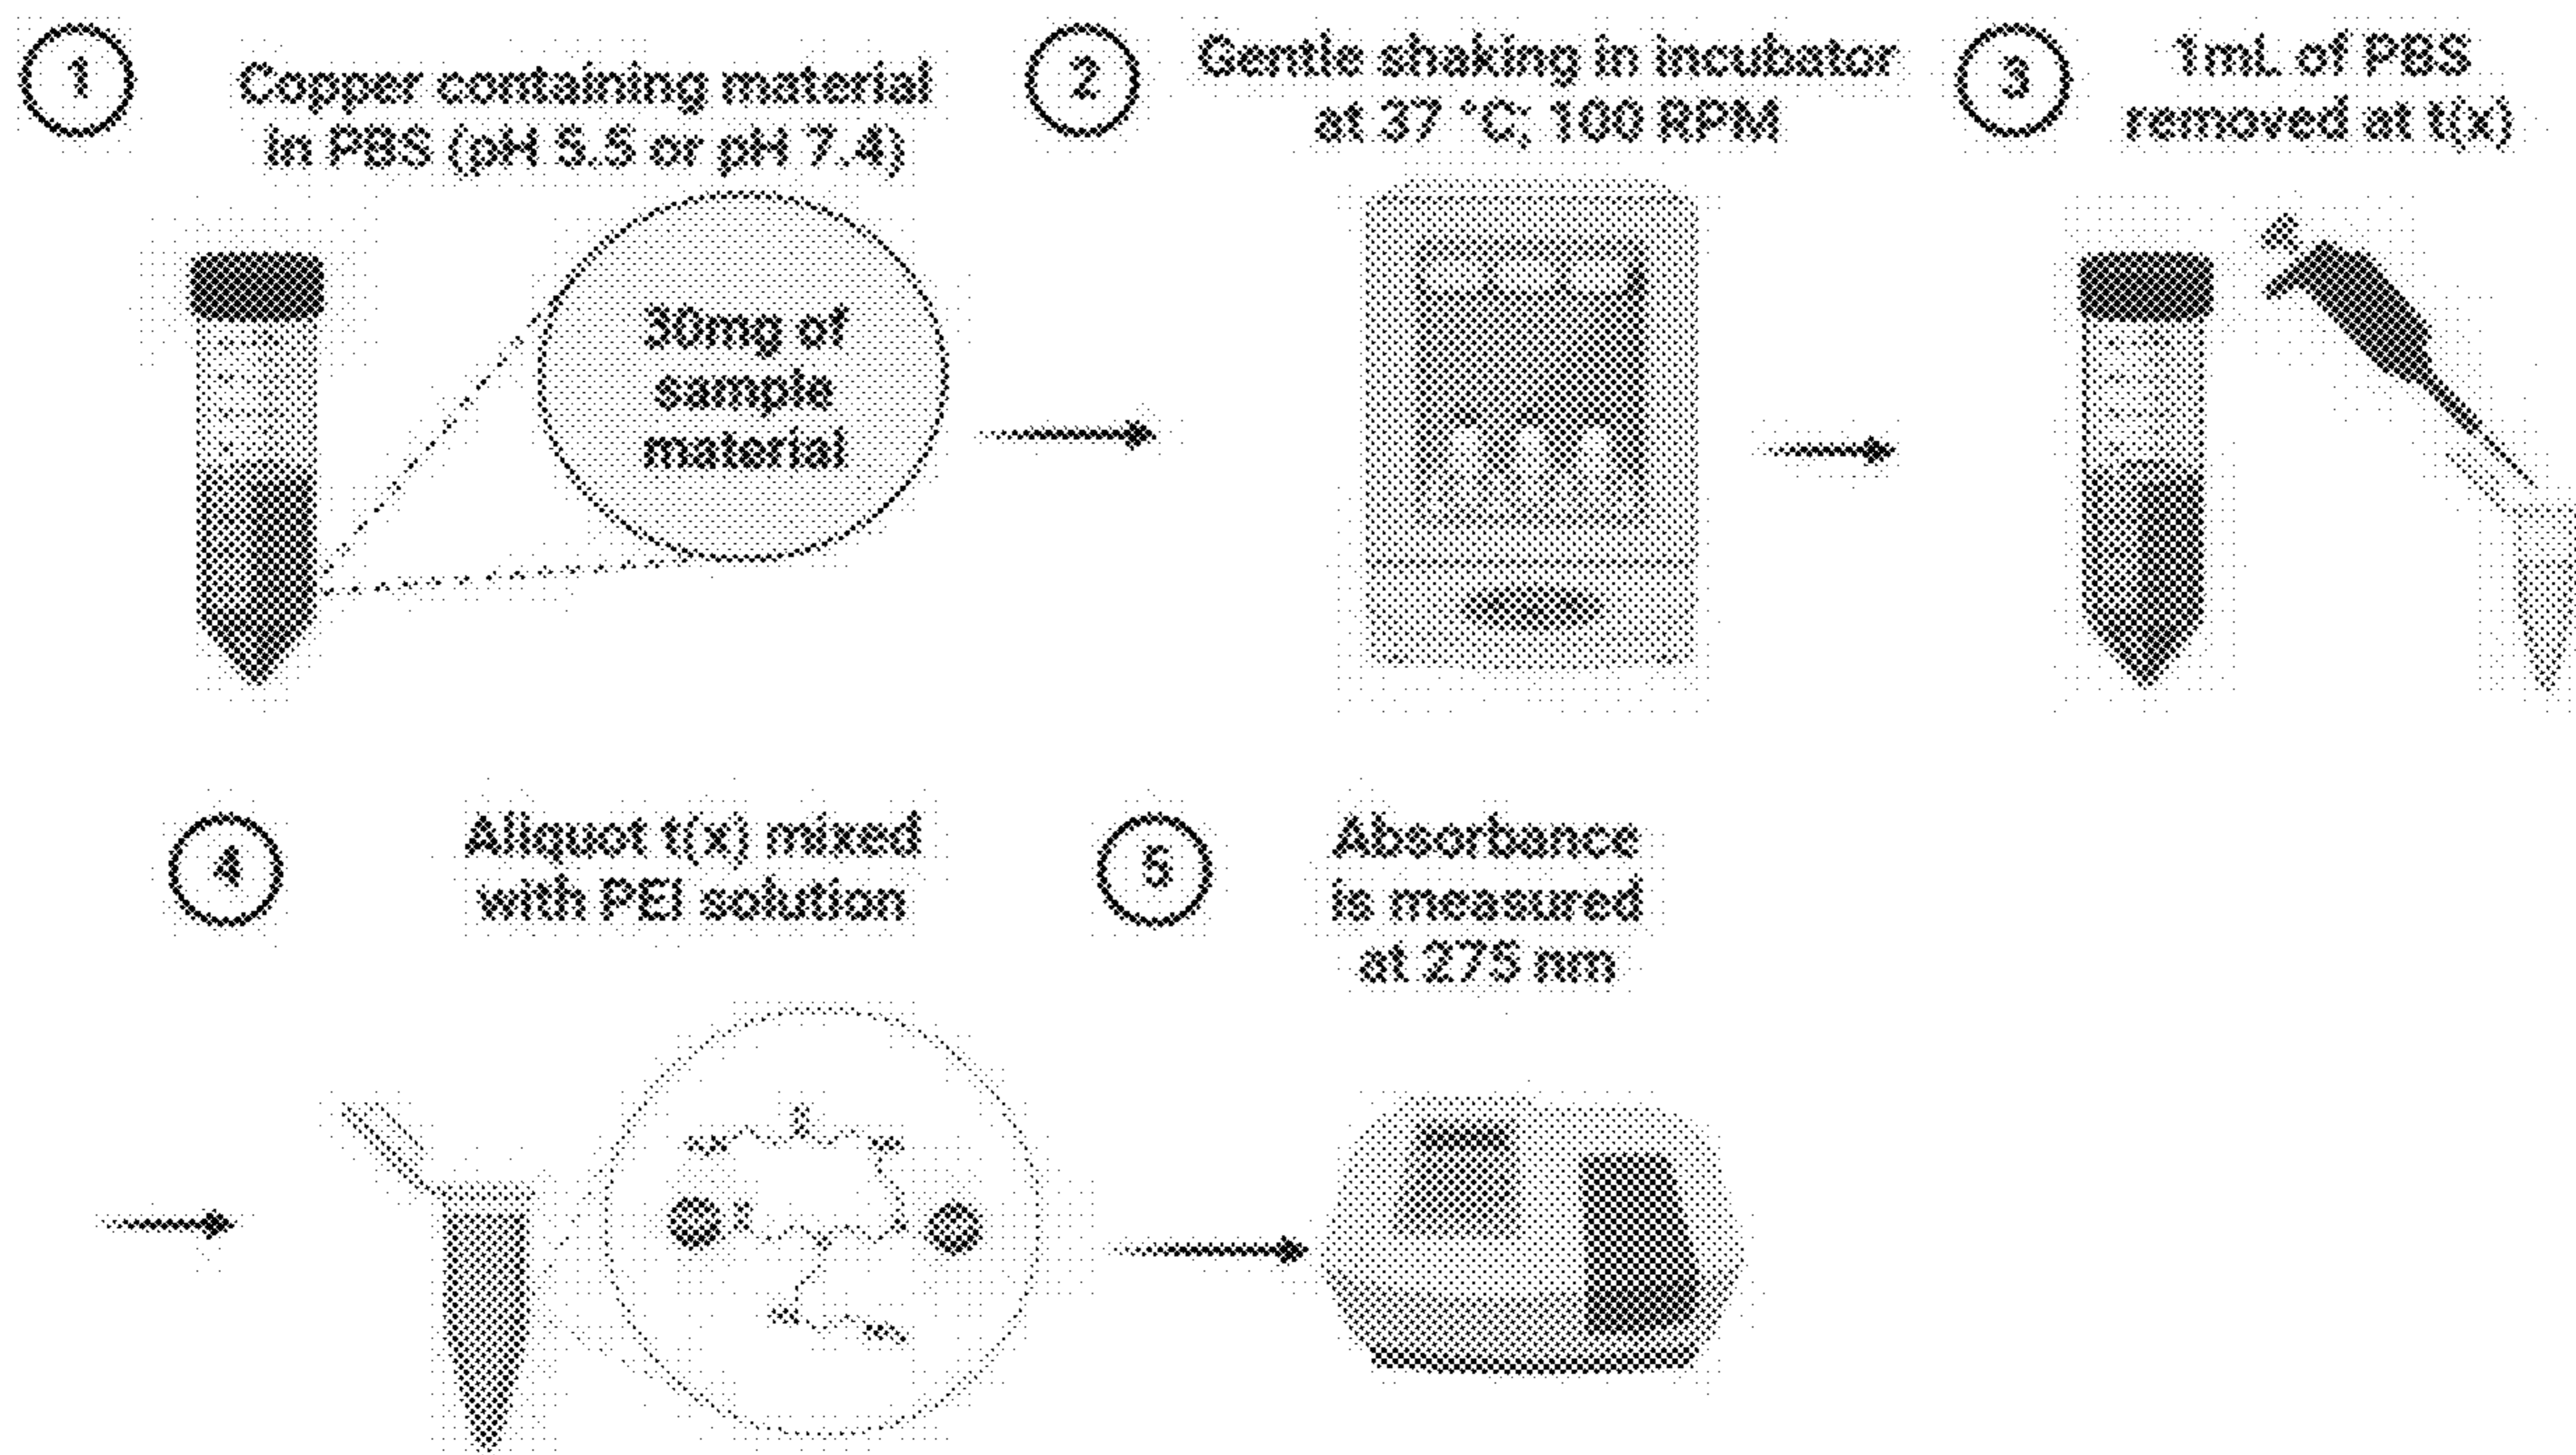 1
Copper containing material
in PBS (pH 5.5 or pH 7.4)
30mg of
sample
material
2
Gentle shaking in incubator
at 37 °C; 100 RPM
3
1mL of PBS
removed at t(x)
4
Aliquot t(x) mixed
with PEI solution
5
Absorbance
is measured
at 275 nm